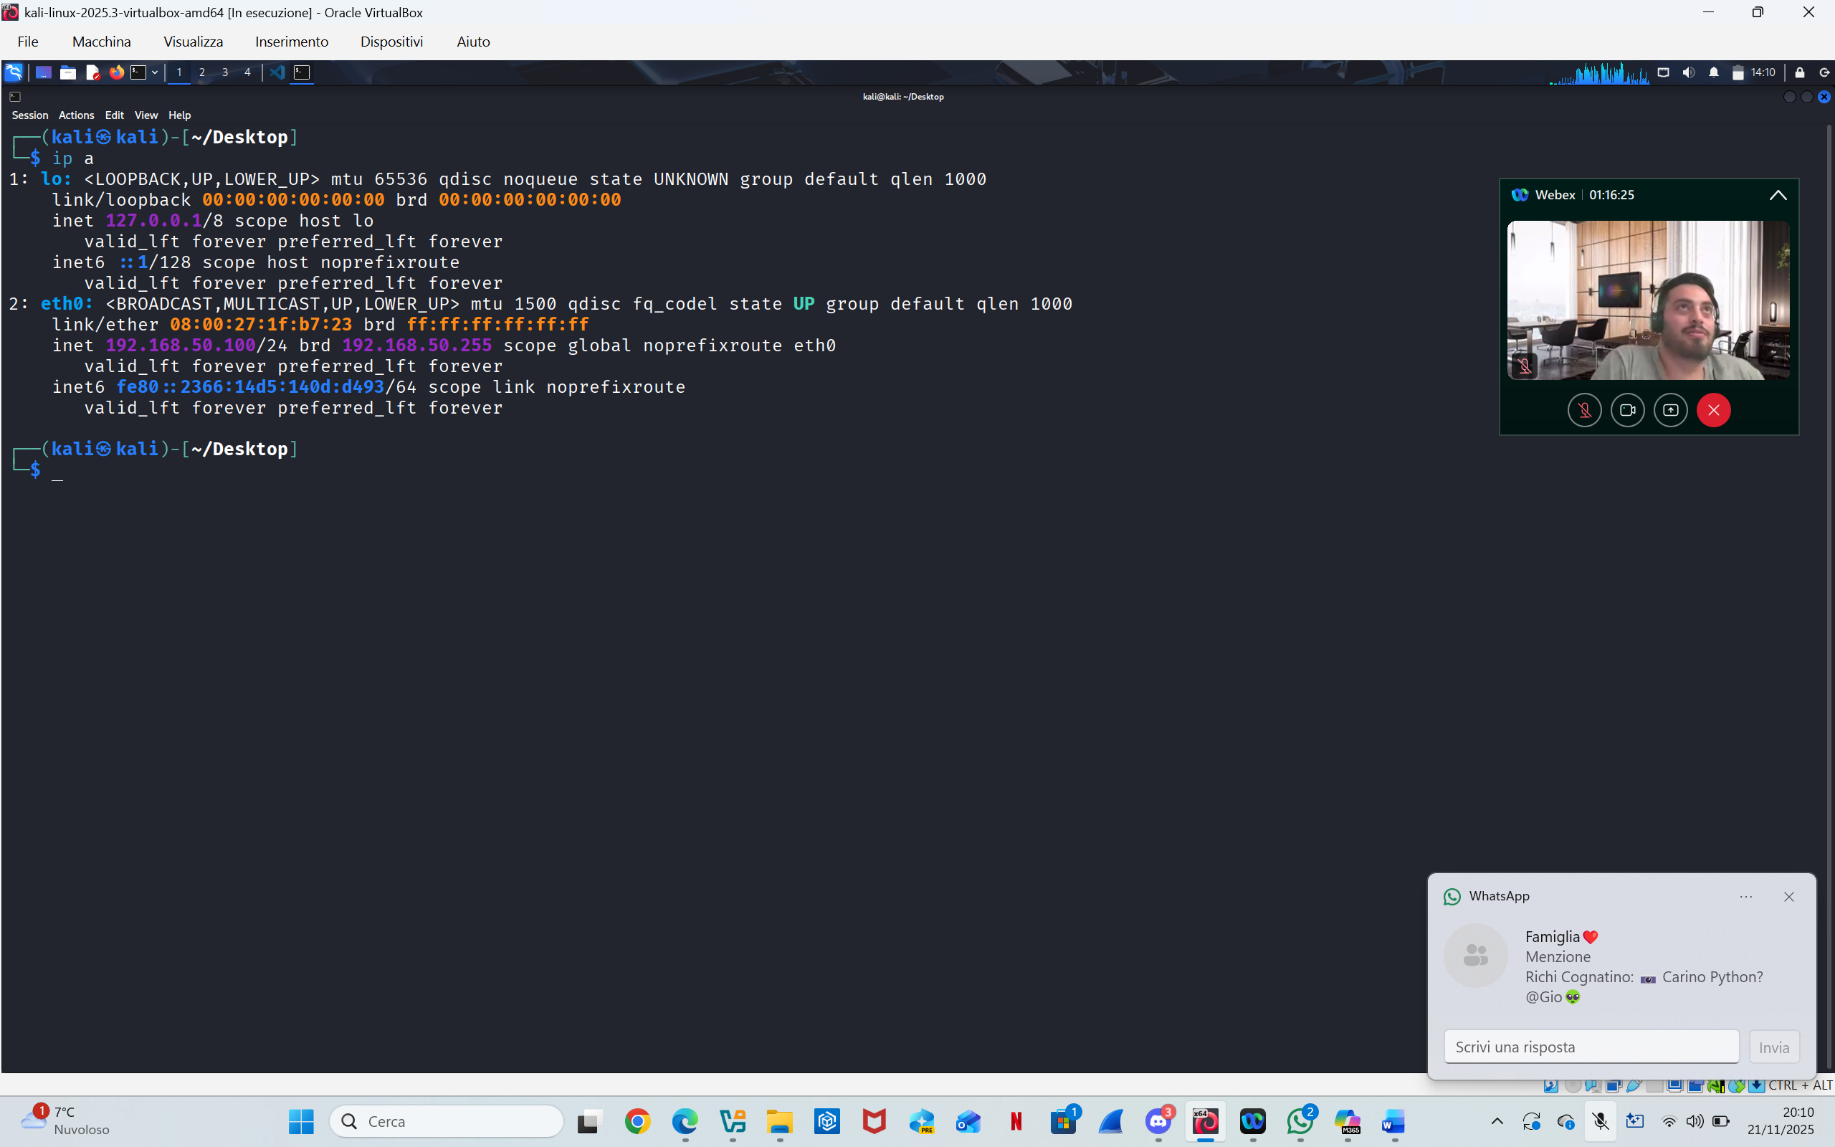 kali-linux-2025.3-virtualbox-amd64 [In esecuzione] - Oracle VirtualBox
File Macchina Visualizza Inserimento Dispositivi Aiuto
1 2 3 4 14:10
kali@kali: ~/Desktop
Session Actions Edit View Help
┌──(kali㉿kali)-[~/Desktop]
└─$ ip a
1: lo: <LOOPBACK,UP,LOWER_UP> mtu 65536 qdisc noqueue state UNKNOWN group default qlen 1000
link/loopback 00:00:00:00:00:00 brd 00:00:00:00:00:00
inet 127.0.0.1/8 scope host lo
valid_lft forever preferred_lft forever
inet6 ::1/128 scope host noprefixroute
valid_lft forever preferred_lft forever
2: eth0: <BROADCAST,MULTICAST,UP,LOWER_UP> mtu 1500 qdisc fq_codel state UP group default qlen 1000
link/ether 08:00:27:1f:b7:23 brd ff:ff:ff:ff:ff:ff
inet 192.168.50.100/24 brd 192.168.50.255 scope global noprefixroute eth0
valid_lft forever preferred_lft forever
inet6 fe80::2366:14d5:140d:d493/64 scope link noprefixroute
valid_lft forever preferred_lft forever
┌──(kali㉿kali)-[~/Desktop]
└─$ _
Webex | 01:16:25
WhatsApp
Famiglia❤️
Menzione
Richi Cognatino: 📷 Carino Python?
@Gio👽
Scrivi una risposta
Invia
CTRL + ALT
1
7°C
Nuvoloso
Cerca
PRE
N
1
3
x64
2
M365
W
20:10
21/11/2025